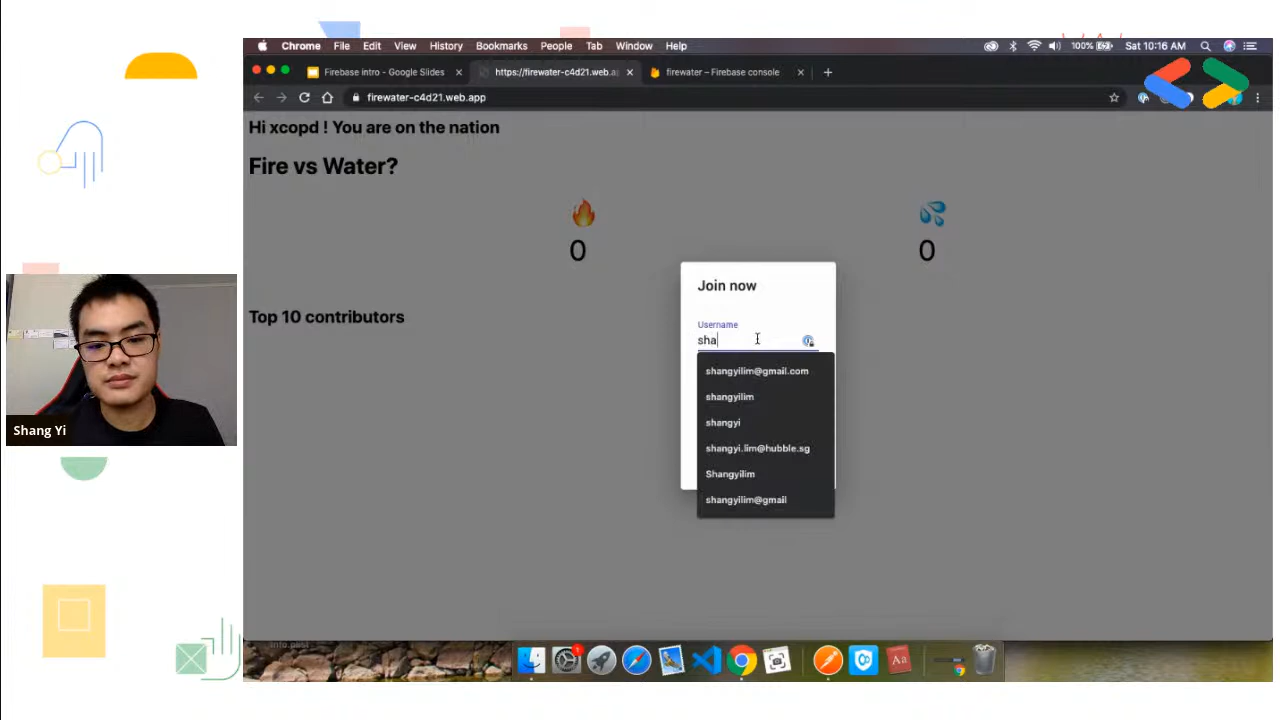 Chrome File Edit View History Bookmarks People Tab Window Help 100% Sat 10:16 AM
Firebase intro - Google Slides https://firewater-c4d21.web.a firewater – Firebase console
firewater-c4d21.web.app
Hi xcopd ! You are on the nation
Fire vs Water?
0 0
Join now
Top 10 contributors
Username
sha
shangyilim@gmail.com
shangyilim
shangyi
shangyi.lim@hubble.sg
Shangyilim
shangyilim@gmail
Shang Yi
1
Aa